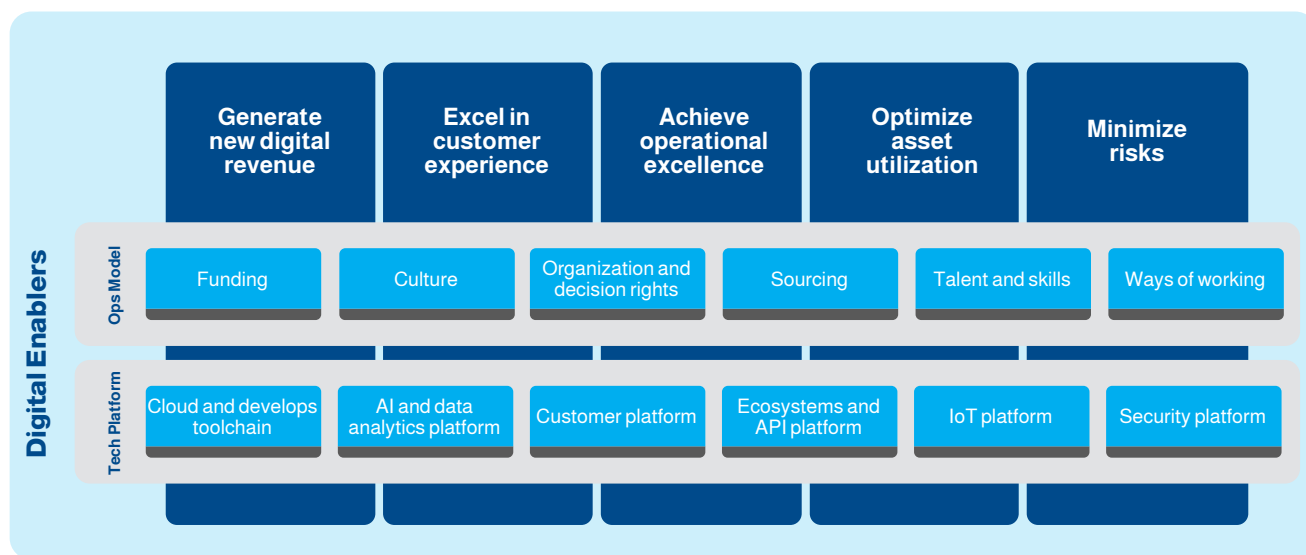 Generate
new digital
revenue
Excel in
customer
experience
Achieve
operational
excellence
Optimize
asset
utilization
Minimize
risks
Digital Enablers
Ops Model
Funding
Culture
Organization and
decision rights
Sourcing
Talent and skills
Ways of working
Tech Platform
Cloud and develops
toolchain
AI and data
analytics platform
Customer platform
Ecosystems and
API platform
IoT platform
Security platform